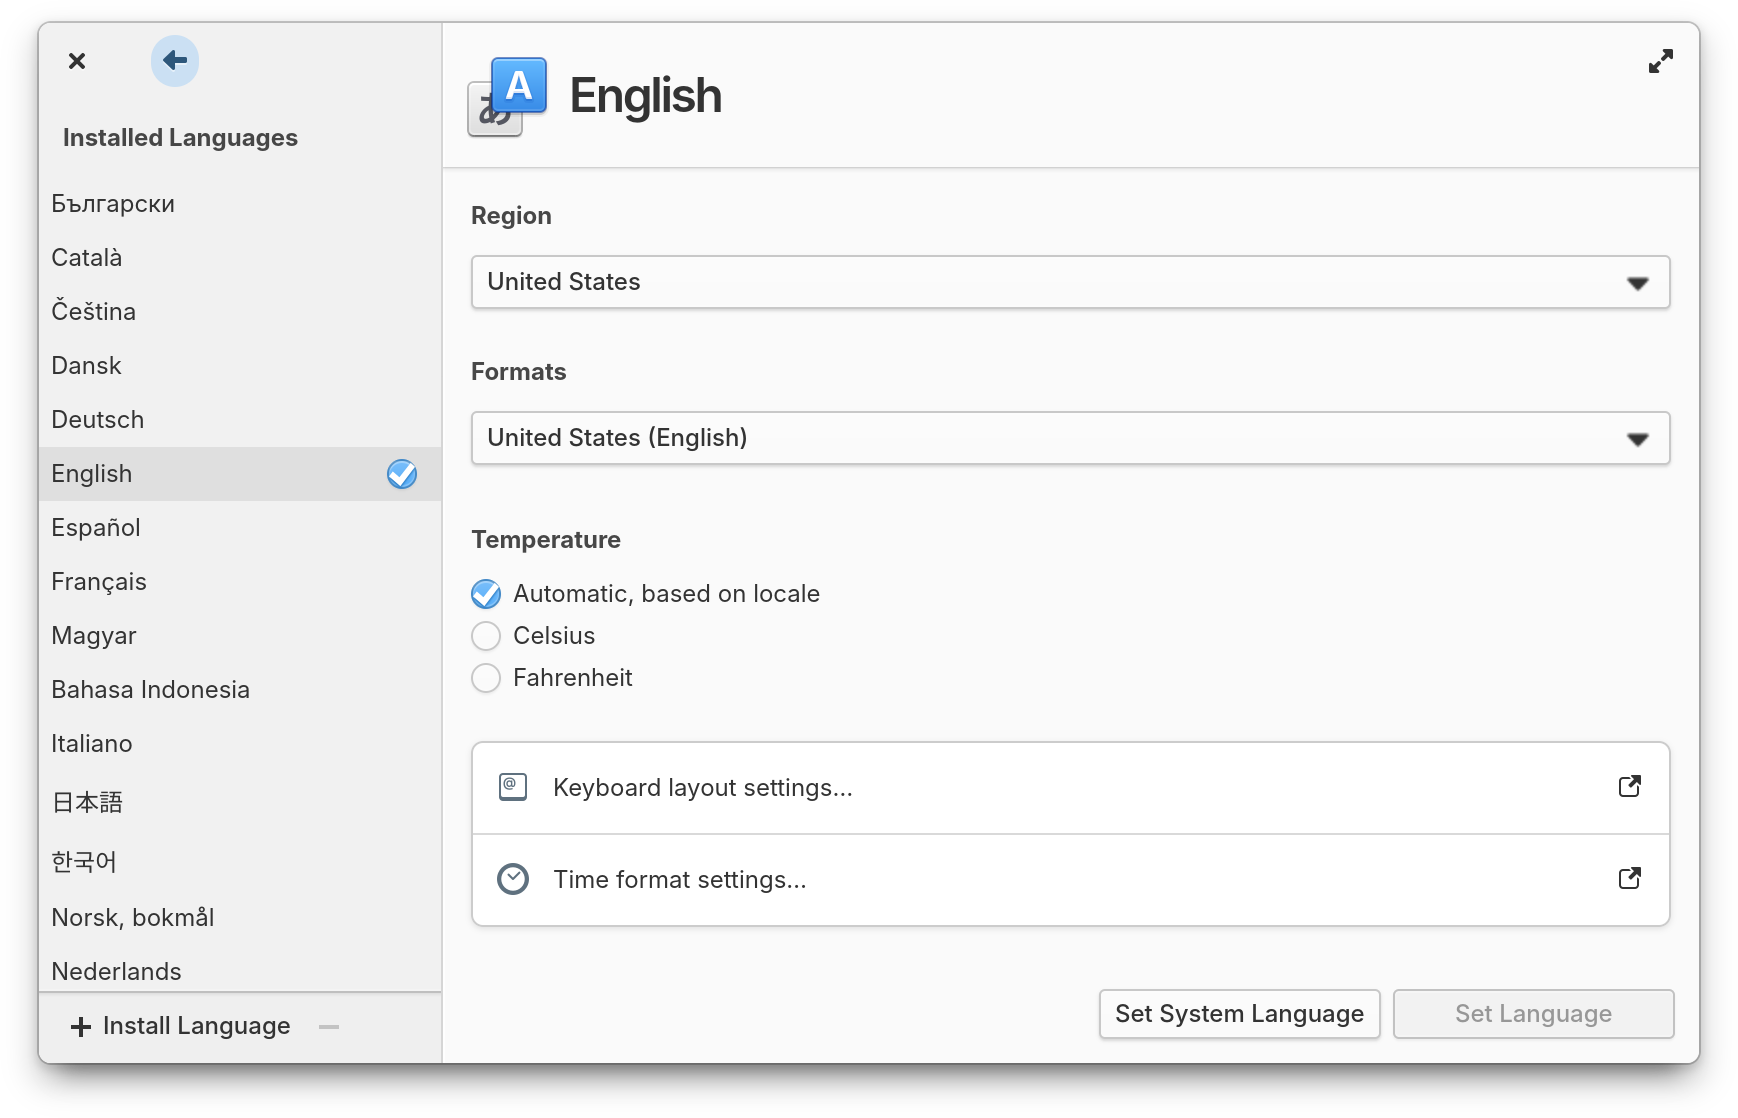 Installed Languages
Български
Català
Čeština
Dansk
Deutsch
English
Español
Français
Magyar
Bahasa Indonesia
Italiano
日本語
한국어
Norsk, bokmål
Nederlands
Install Language
あ
A
English
Region
United States
Formats
United States (English)
Temperature
Automatic, based on locale
Celsius
Fahrenheit
@
Keyboard layout settings…
Time format settings…
Set System Language
Set Language